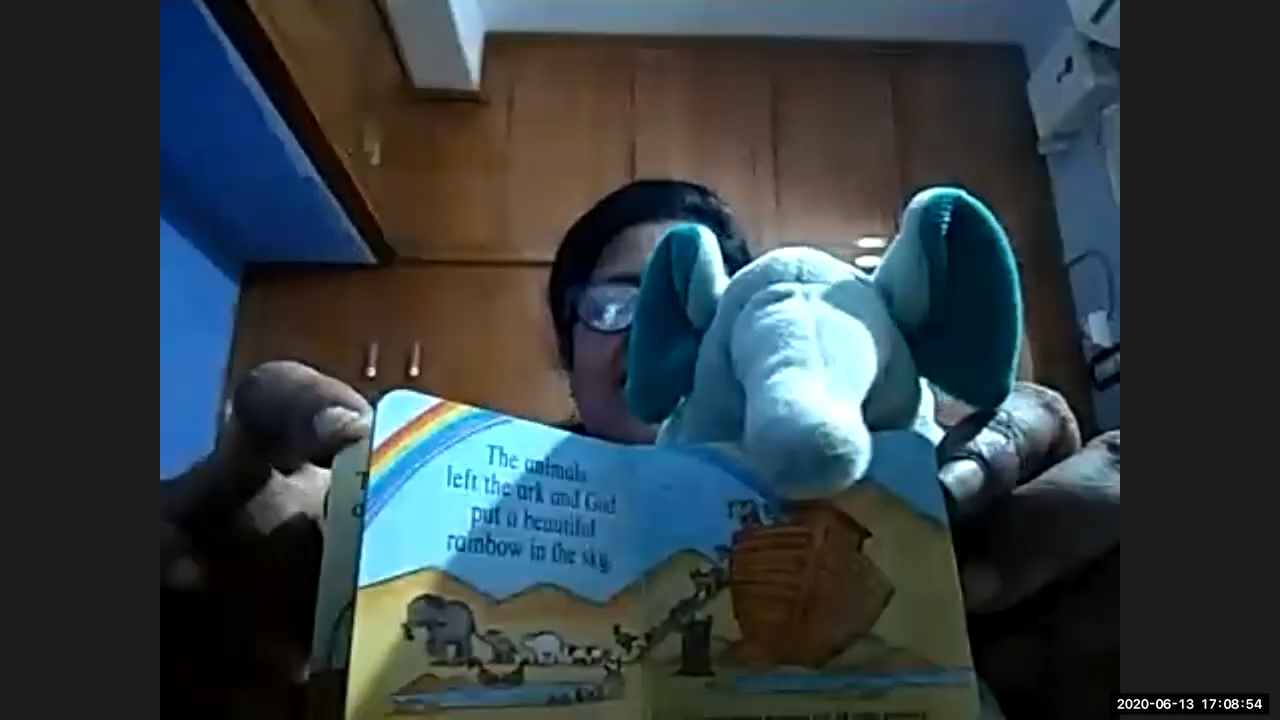 The animals
left the ark and God
put a beautiful
rainbow in the sky.
2020-06-13 17:08:54